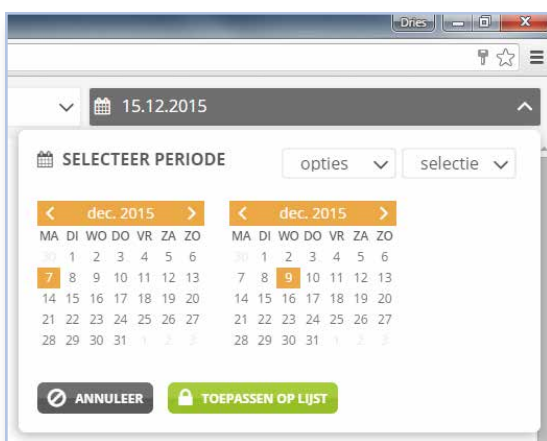 Dries
15.12.2015
SELECTEER PERIODE opties selectie
dec. 2015 dec. 2015
MA DI WO DO VR ZA ZO MA DI WO DO VR ZA ZO
30 1 2 3 4 5 6 30 1 2 3 4 5 6
7 8 9 10 11 12 13 7 8 9 10 11 12 13
14 15 16 17 18 19 20 14 15 16 17 18 19 20
21 22 23 24 25 26 27 21 22 23 24 25 26 27
28 29 30 31 1 2 3 28 29 30 31 1 2 3
ANNULEER TOEPASSEN OP LIJST